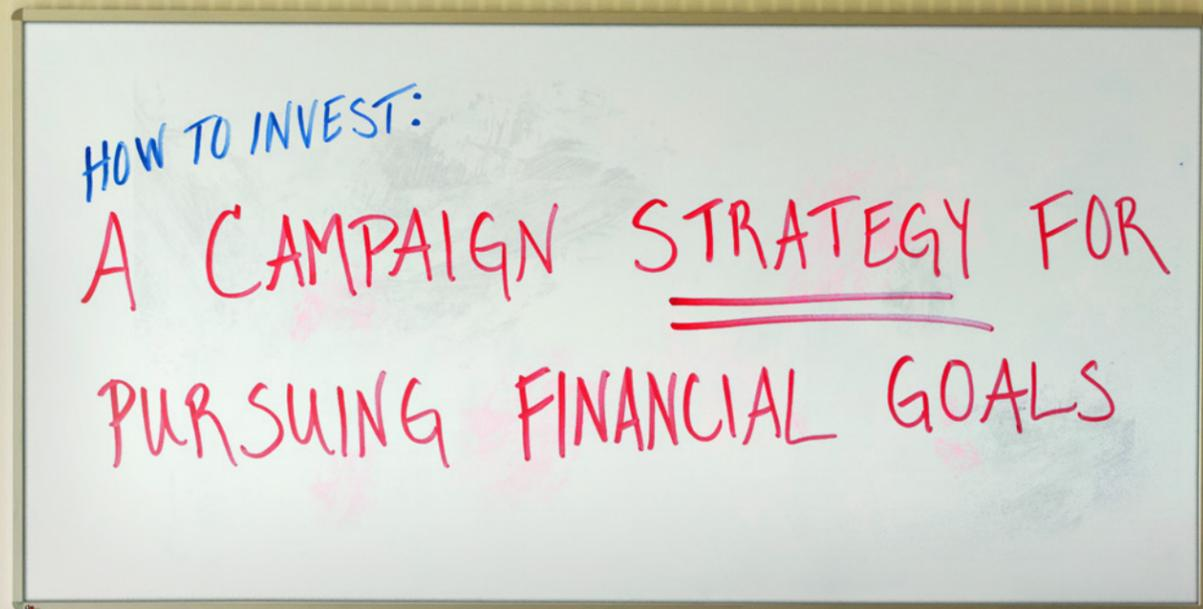 HOW TO INVEST:
A CAMPAIGN STRATEGY FOR
PURSUING FINANCIAL GOALS